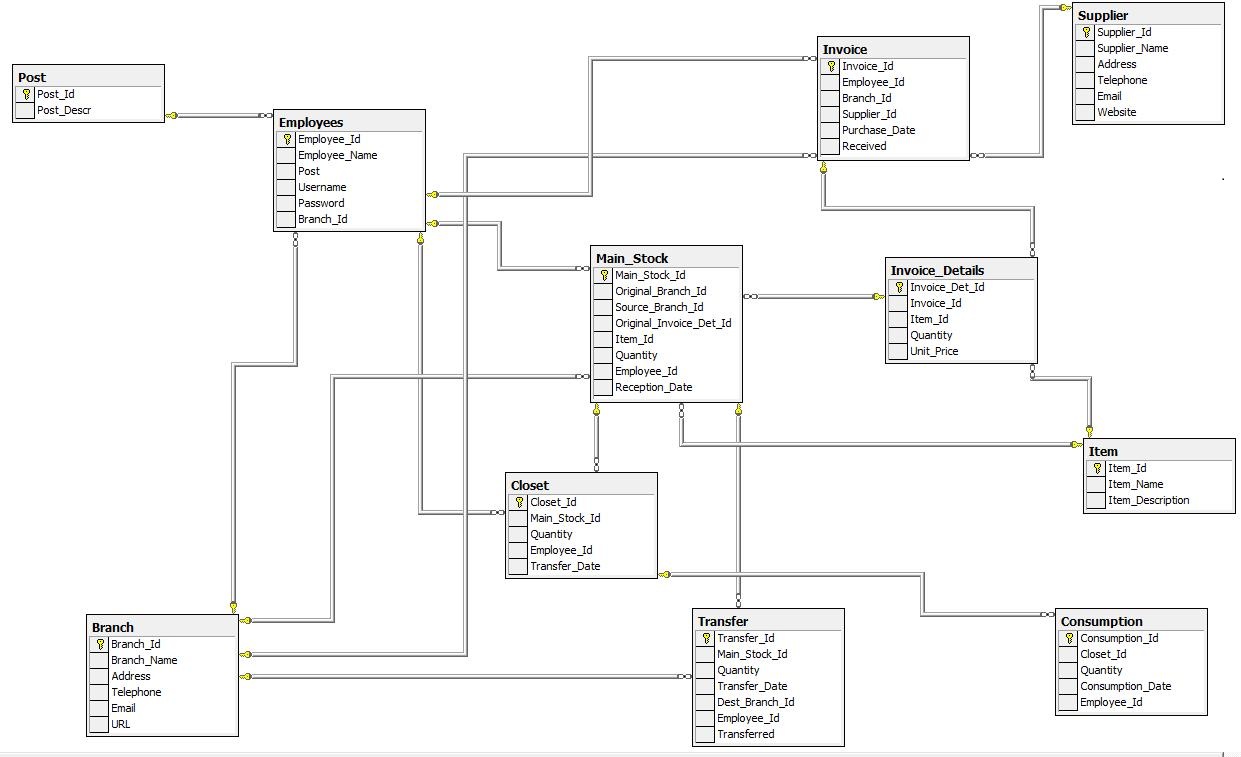 Post
Post_Id
Post_Descr
Employees
Employee_Id
Employee_Name
Post
Username
Password
Branch_Id
Invoice
Invoice_Id
Employee_Id
Branch_Id
Supplier_Id
Purchase_Date
Received
Supplier
Supplier_Id
Supplier_Name
Address
Telephone
Email
Website
Main_Stock
Main_Stock_Id
Original_Branch_Id
Source_Branch_Id
Original_Invoice_Det_Id
Item_Id
Quantity
Employee_Id
Reception_Date
Invoice_Details
Invoice_Det_Id
Invoice_Id
Item_Id
Quantity
Unit_Price
Item
Item_Id
Item_Name
Item_Description
Closet
Closet_Id
Main_Stock_Id
Quantity
Employee_Id
Transfer_Date
Branch
Branch_Id
Branch_Name
Address
Telephone
Email
URL
Transfer
Transfer_Id
Main_Stock_Id
Quantity
Transfer_Date
Dest_Branch_Id
Employee_Id
Transferred
Consumption
Consumption_Id
Closet_Id
Quantity
Consumption_Date
Employee_Id